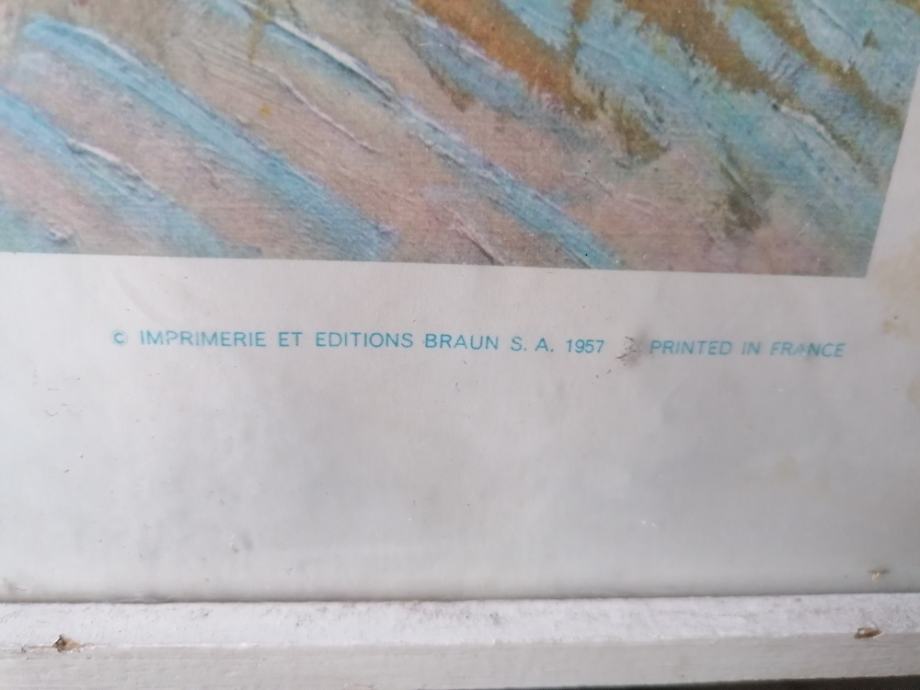 © IMPRIMERIE ET EDITIONS BRAUN S. A. 1957 PRINTED IN FRANCE